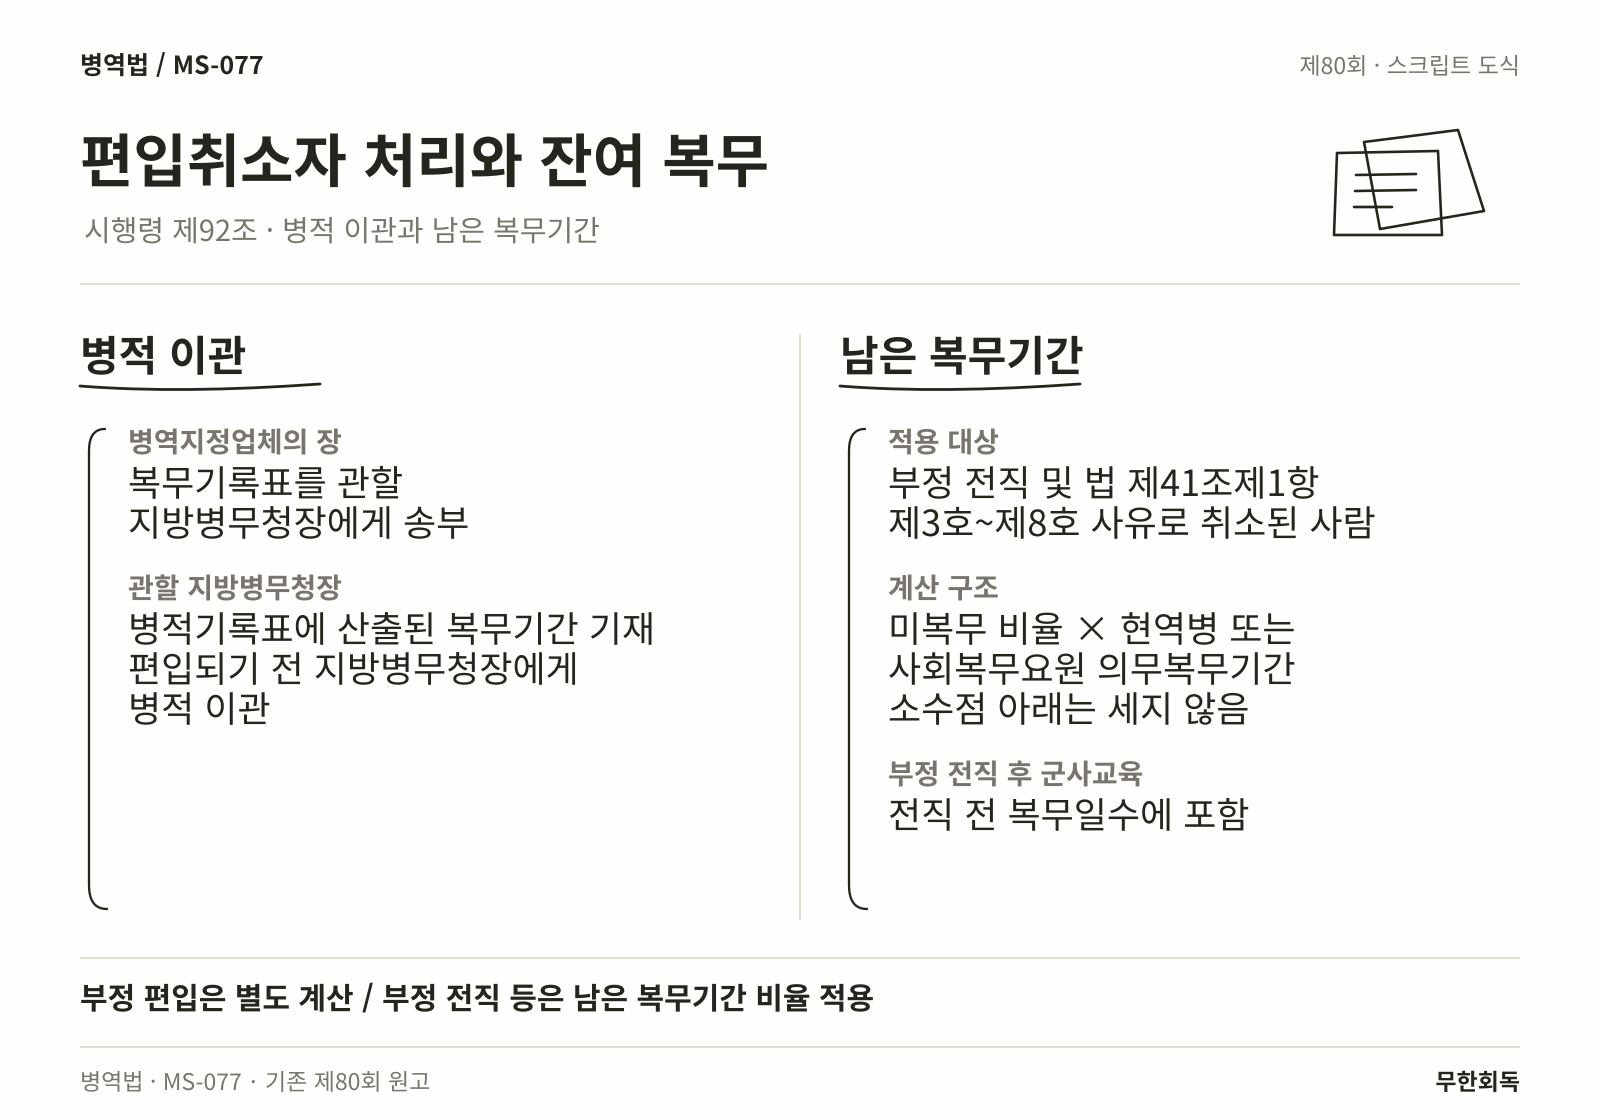 병역법 / MS-077
제80회 · 스크립트 도식
편입취소자 처리와 잔여 복무
시행령 제92조 · 병적 이관과 남은 복무기간
병적 이관
병역지정업체의 장
복무기록표를 관할
지방병무청장에게 송부
관할 지방병무청장
병적기록표에 산출된 복무기간 기재
편입되기 전 지방병무청장에게
병적 이관
남은 복무기간
적용 대상
부정 전직 및 법 제41조제1항
제3호~제8호 사유로 취소된 사람
계산 구조
미복무 비율 × 현역병 또는
사회복무요원 의무복무기간
소수점 아래는 세지 않음
부정 전직 후 군사교육
전직 전 복무일수에 포함
부정 편입은 별도 계산 / 부정 전직 등은 남은 복무기간 비율 적용
병역법 · MS-077 · 기존 제80회 원고
무한회독